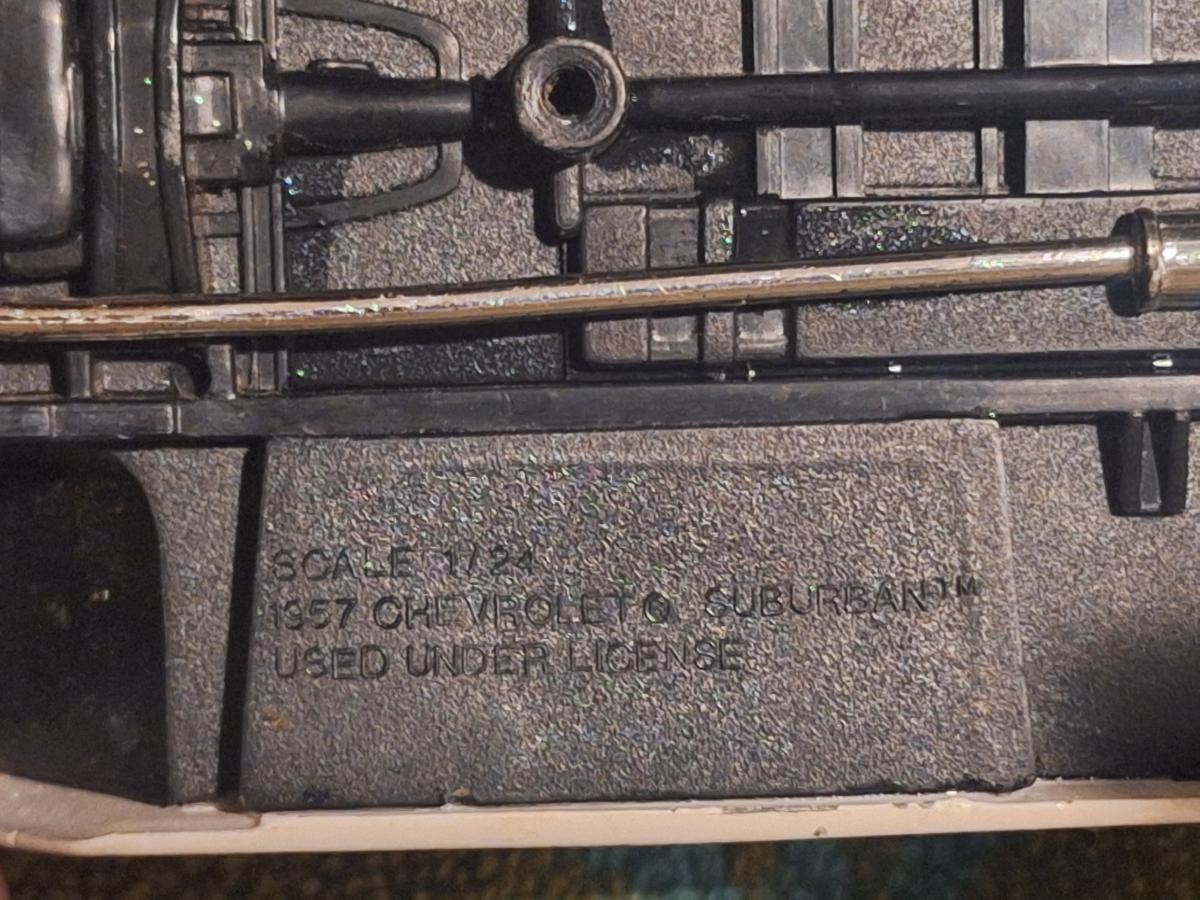 SCALE 1/24
1957 CHEVROLET® SUBURBAN™
USED UNDER LICENSE